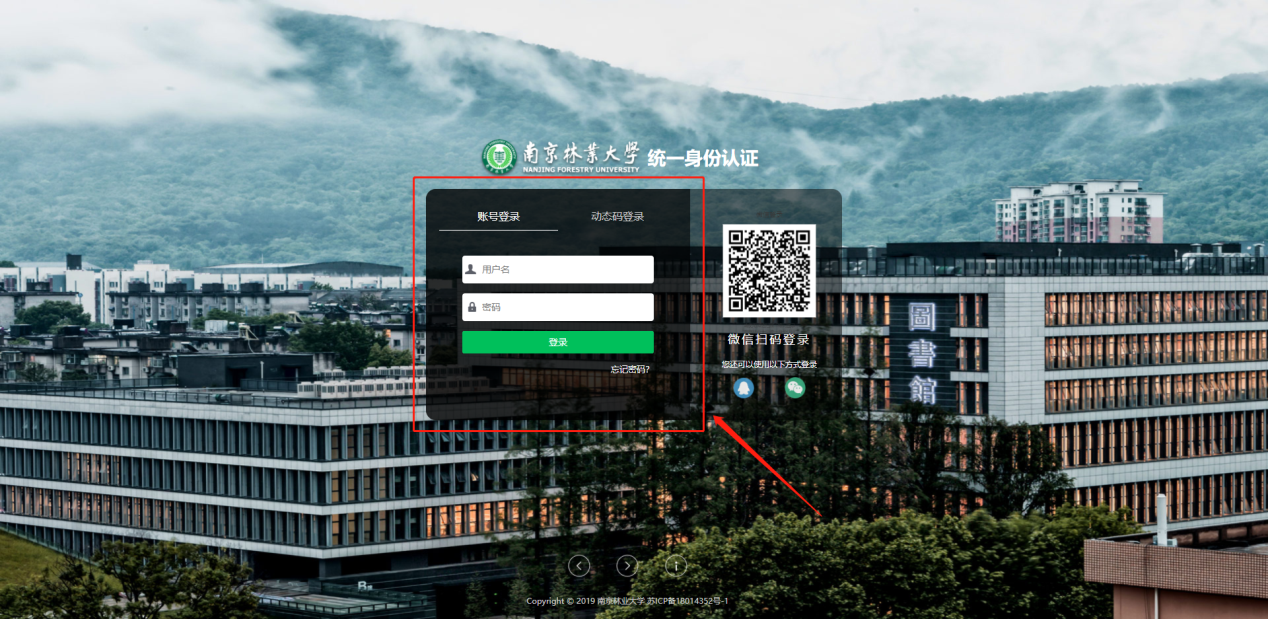 南京林業大學 统一身份认证
NANJING FORESTRY UNIVERSITY
账号登录 动态码登录
用户名
密码
登录
忘记密码?
微信扫码登录
您还可以使用以下方式登录
圖書館
Copyright © 2019 南京林业大学 苏ICP备18014352号-1